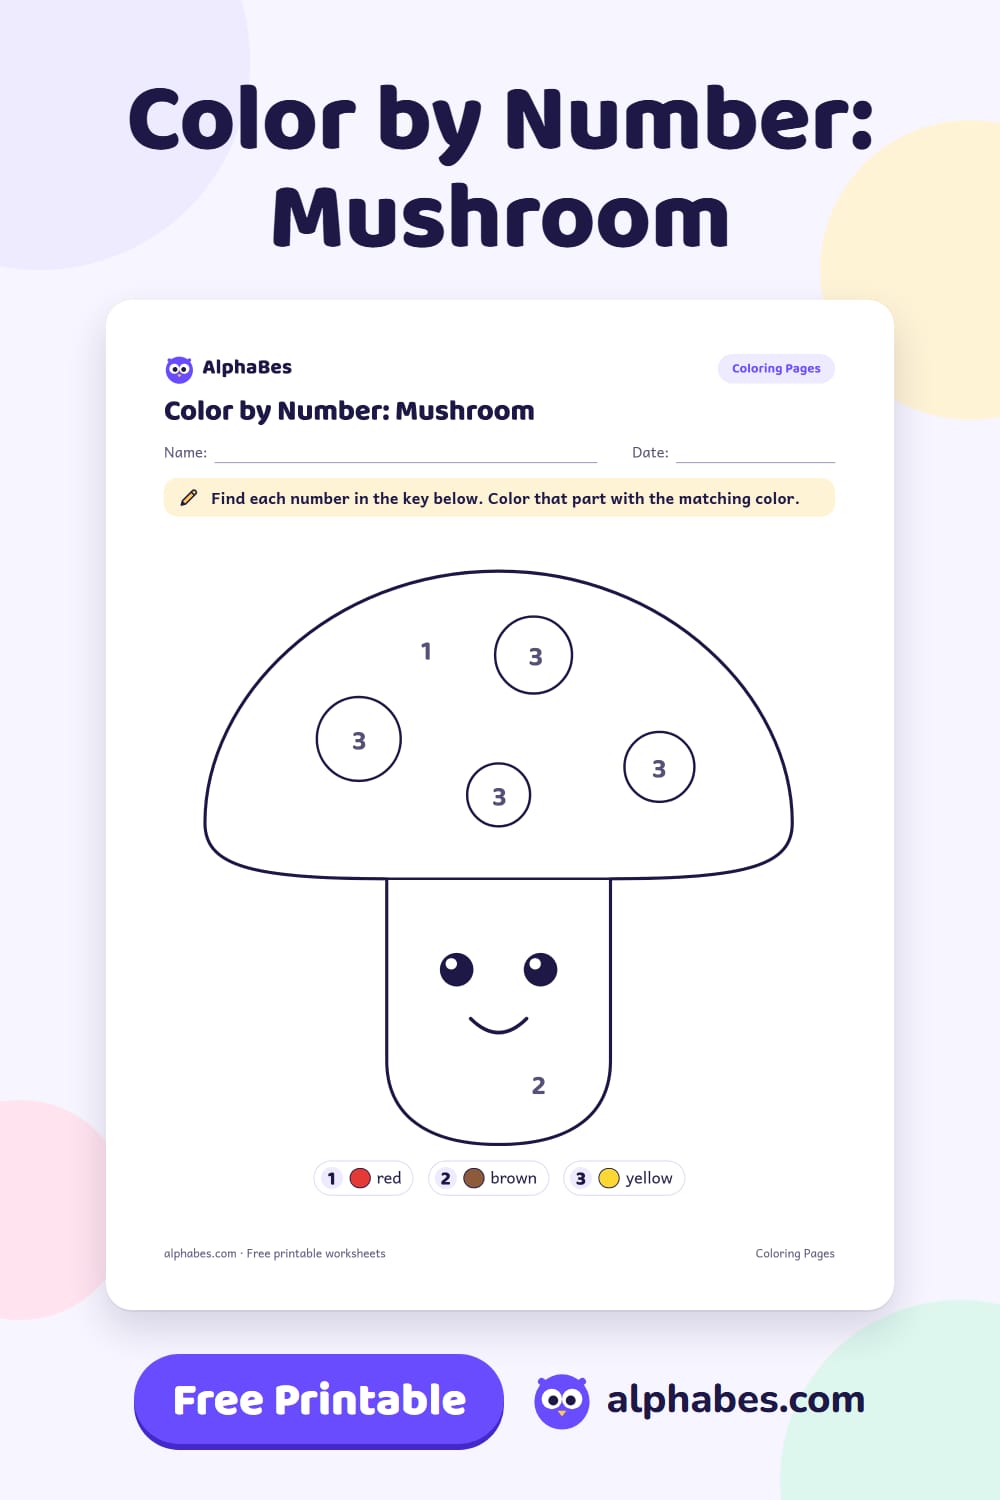 Color by Number:
Mushroom
AlphaBes
Coloring Pages
Color by Number: Mushroom
Name:
Date:
Find each number in the key below. Color that part with the matching color.
1
3
3
3
3
2
1 red
2 brown
3 yellow
alphabes.com · Free printable worksheets
Coloring Pages
Free Printable
alphabes.com